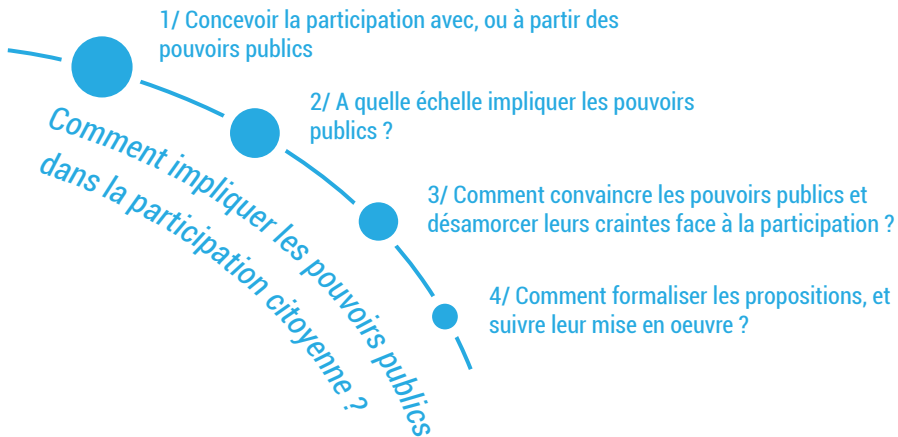 1/ Concevoir la participation avec, ou à partir des
pouvoirs publics
2/ A quelle échelle impliquer les pouvoirs
publics ?
3/ Comment convaincre les pouvoirs publics et
désamorcer leurs craintes face à la participation ?
4/ Comment formaliser les propositions, et
suivre leur mise en oeuvre ?
Comment impliquer les pouvoirs publics
dans la participation citoyenne ?